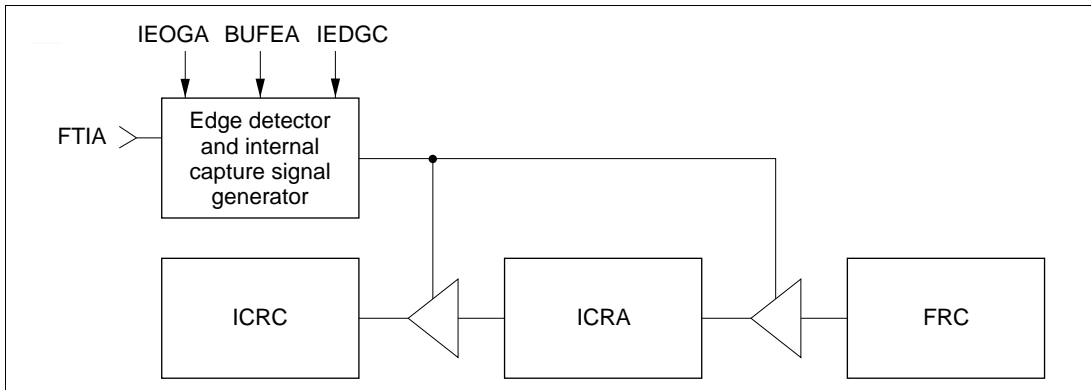 IEOGA BUFEA IEDGC
FTIA
Edge detector
and internal
capture signal
generator
ICRC ICRA FRC